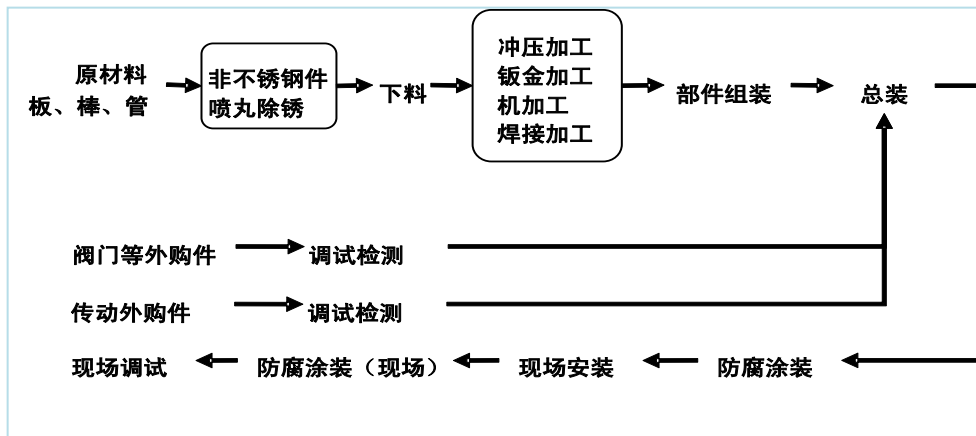 原材料
板、棒、管
非不锈钢件
喷丸除锈
下料
冲压加工
钣金加工
机加工
焊接加工
部件组装
总装
阀门等外购件
调试检测
传动外购件
调试检测
现场调试
防腐涂装（现场）
现场安装
防腐涂装